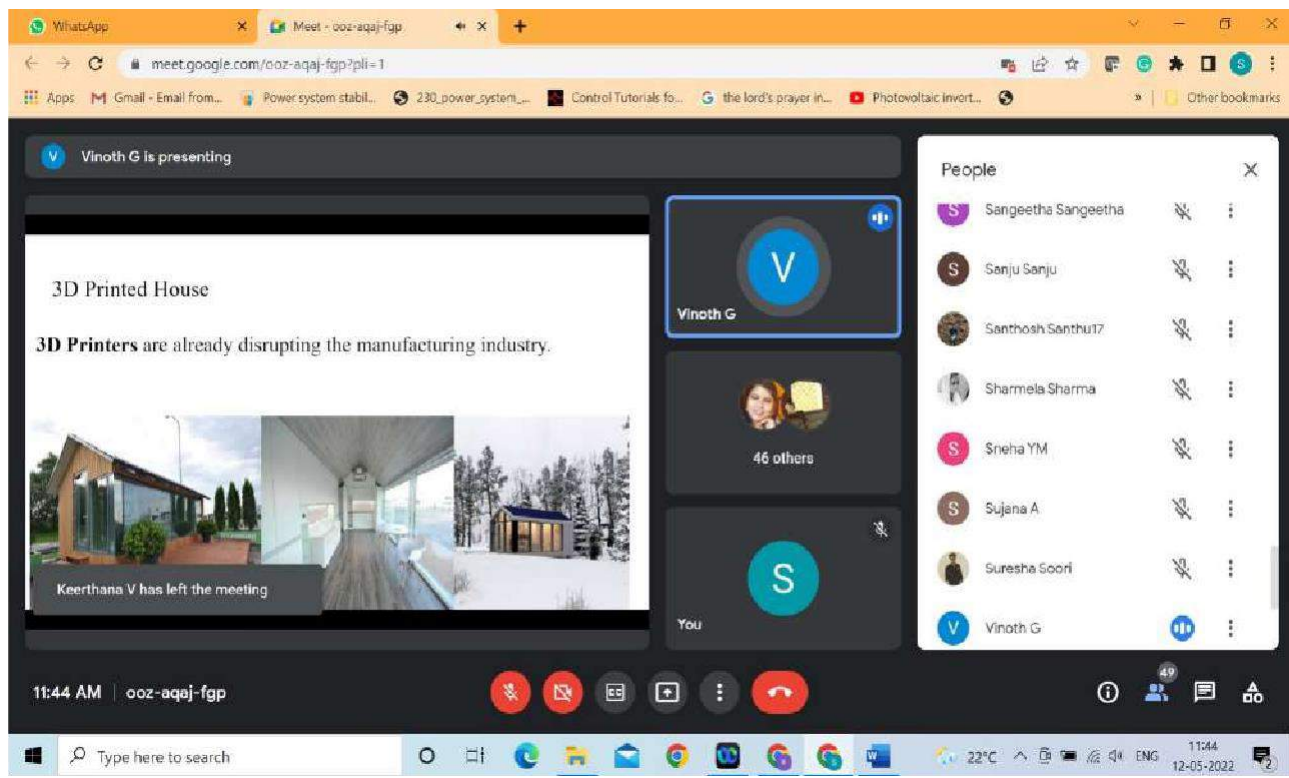 WhatsApp
Meet - ooz-aqaj-fgp
meet.google.com/ooz-aqaj-fgp?pli=1
S
Apps
Gmail - Email from...
Power system stabil...
230_power_system_...
Control Tutorials fo...
the lord's prayer in...
Photovoltaic invert...
»
Other bookmarks
V
Vinoth G is presenting
3D Printed House
3D Printers are already disrupting the manufacturing industry.
Keerthana V has left the meeting
V
Vinoth G
46 others
S
You
People
S Sangeetha Sangeetha
S Sanju Sanju
Santhosh Santhu17
Sharmela Sharma
S Sneha YM
S Sujana A
Suresha Soori
V Vinoth G
11:44 AM | ooz-aqaj-fgp
CC
49
Type here to search
22°C
ENG
11:44
12-05-2022
2